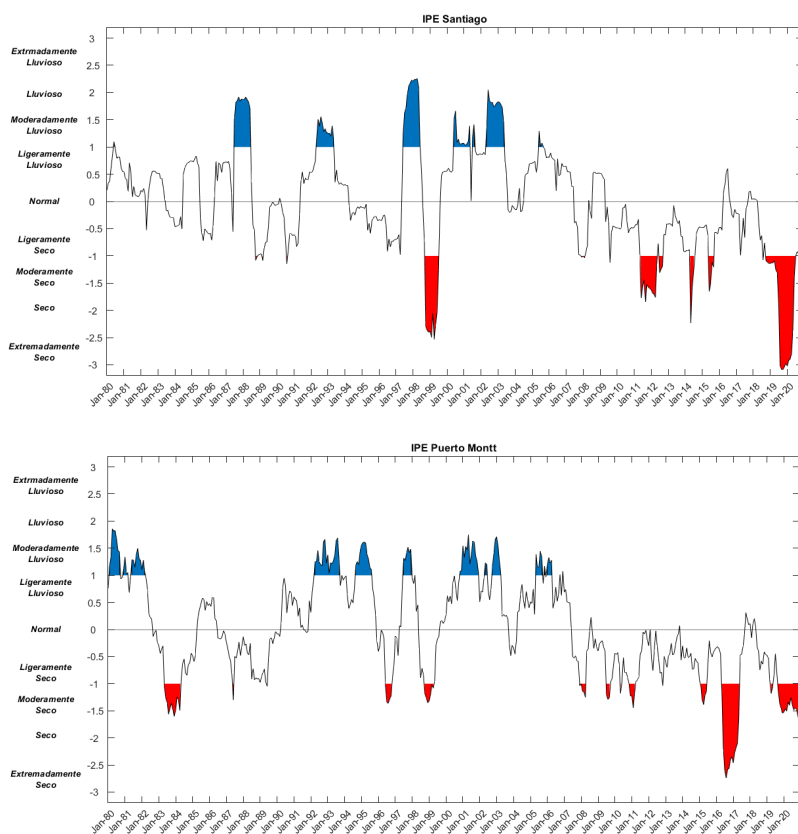 IPE Santiago
3
Extrmadamente
Lluvioso
2.5
Lluvioso
2
Moderadamente
Lluvioso
1.5
1
Ligeramente
Lluvioso
0.5
Normal
0
-0.5
Ligeramente
Seco
-1
Moderamente
Seco
-1.5
Seco
-2
-2.5
Extremadamente
Seco
-3
Jan-80 Jan-81 Jan-82 Jan-83 Jan-84 Jan-85 Jan-86 Jan-87 Jan-88 Jan-89 Jan-90 Jan-91 Jan-92 Jan-93 Jan-94 Jan-95 Jan-96 Jan-97 Jan-98 Jan-99 Jan-00 Jan-01 Jan-02 Jan-03 Jan-04 Jan-05 Jan-06 Jan-07 Jan-08 Jan-09 Jan-10 Jan-11 Jan-12 Jan-13 Jan-14 Jan-15 Jan-16 Jan-17 Jan-18 Jan-19 Jan-20
IPE Puerto Montt
3
Extrmadamente
Lluvioso
2.5
Lluvioso
2
Moderadamente
Lluvioso
1.5
1
Ligeramente
Lluvioso
0.5
Normal
0
-0.5
Ligeramente
Seco
-1
Moderamente
Seco
-1.5
Seco
-2
-2.5
Extremadamente
Seco
-3
Jan-80 Jan-81 Jan-82 Jan-83 Jan-84 Jan-85 Jan-86 Jan-87 Jan-88 Jan-89 Jan-90 Jan-91 Jan-92 Jan-93 Jan-94 Jan-95 Jan-96 Jan-97 Jan-98 Jan-99 Jan-00 Jan-01 Jan-02 Jan-03 Jan-04 Jan-05 Jan-06 Jan-07 Jan-08 Jan-09 Jan-10 Jan-11 Jan-12 Jan-13 Jan-14 Jan-15 Jan-16 Jan-17 Jan-18 Jan-19 Jan-20